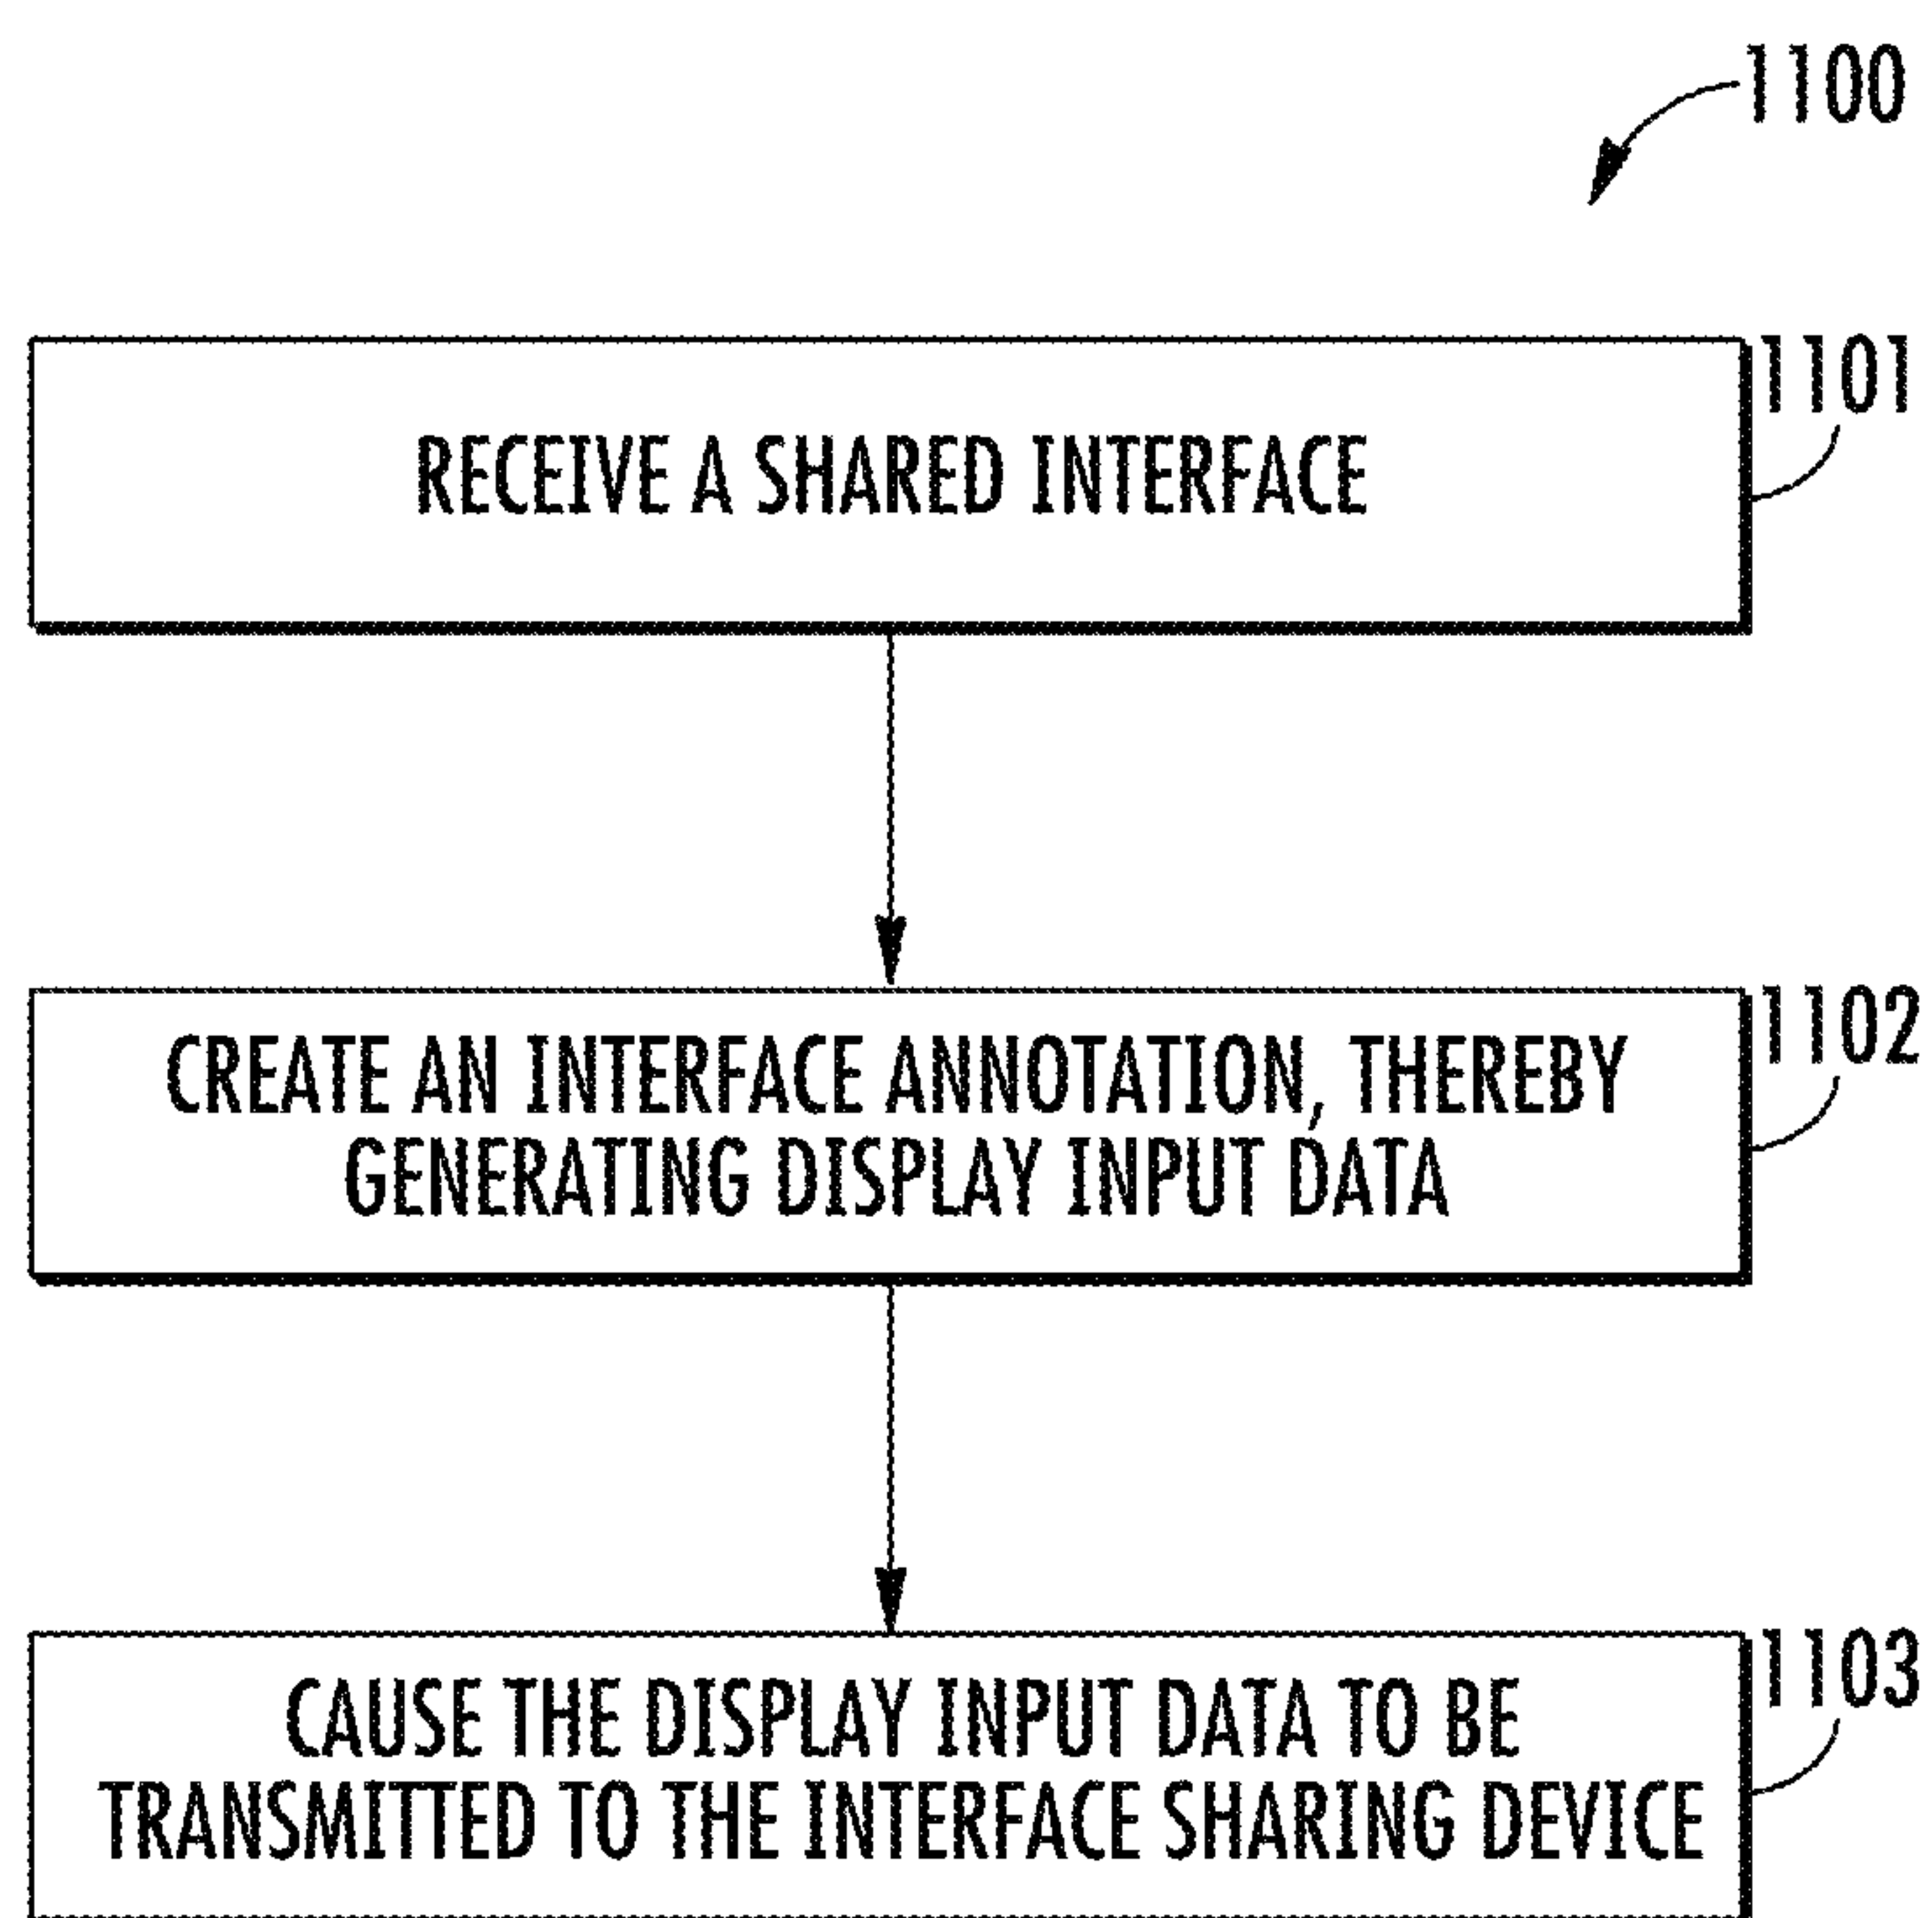 1100
1101
RECEIVE A SHARED INTERFACE
1102
CREATE AN INTERFACE ANNOTATION, THEREBY
GENERATING DISPLAY INPUT DATA
1103
CAUSE THE DISPLAY INPUT DATA TO BE
TRANSMITTED TO THE INTERFACE SHARING DEVICE